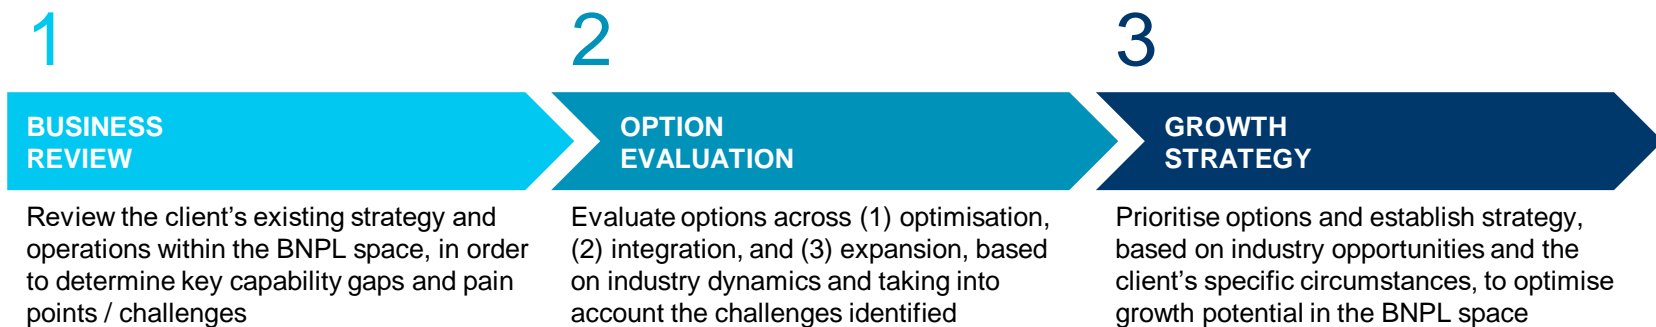 1
BUSINESS
REVIEW
Review the client's existing strategy and
operations within the BNPL space, in order
to determine key capability gaps and pain
points / challenges
2
OPTION
EVALUATION
Evaluate options across (1) optimisation,
(2) integration, and (3) expansion, based
on industry dynamics and taking into
account the challenges identified
3
GROWTH
STRATEGY
Prioritise options and establish strategy,
based on industry opportunities and the
client's specific circumstances, to optimise
growth potential in the BNPL space